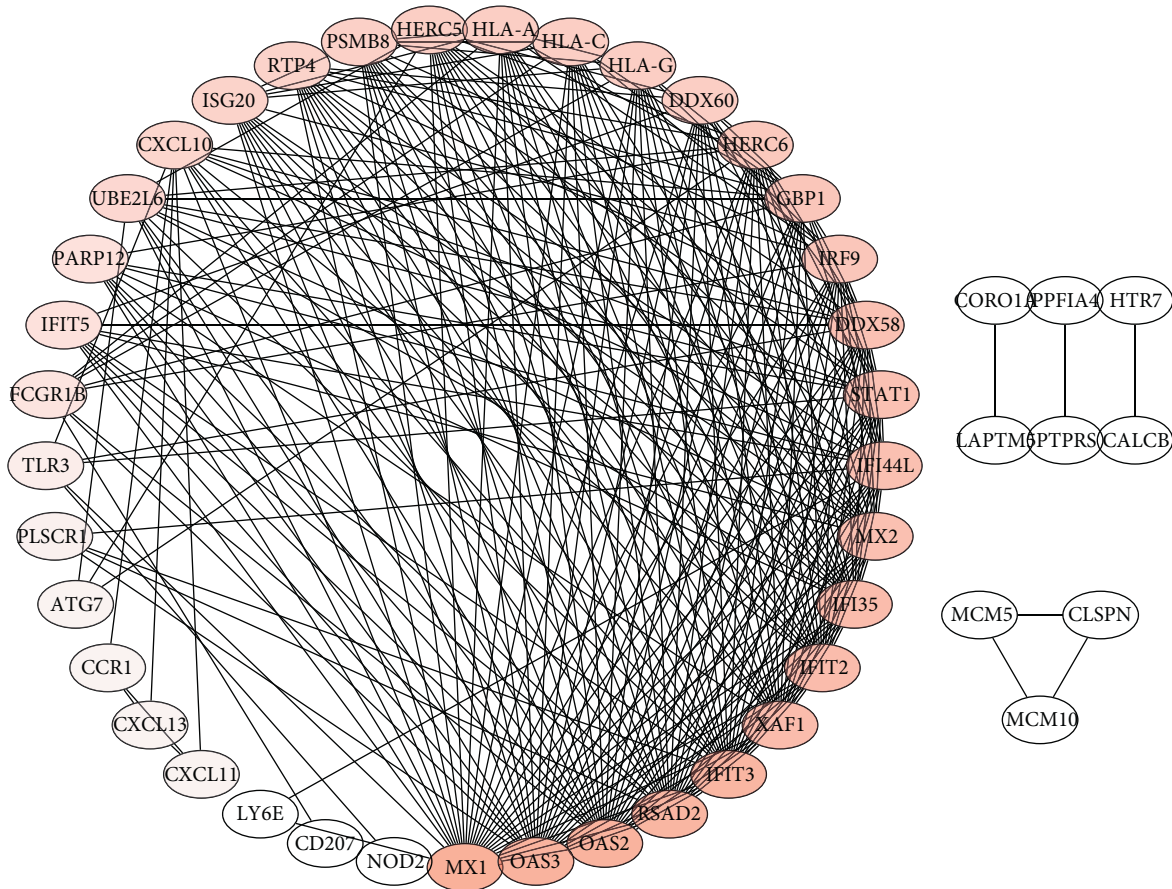 HERC5
HLA-A
HLA-C
HLA-G
DDX60
HERC6
GBP1
IRF9
DDX58
STAT1
IFI44L
MX2
IFI35
IFIT2
XAF1
IFIT3
RSAD2
OAS2
OAS3
MX1
NOD2
CD207
LY6E
CXCL11
CXCL13
CCR1
ATG7
PLSCR1
TLR3
FCGR1B
IFIT5
PARP12
UBE2L6
CXCL10
ISG20
RTP4
PSMB8
CORO1A
PPFIA4
HTR7
LAPTM5
PTPRS
CALCB
MCM5
CLSPN
MCM10